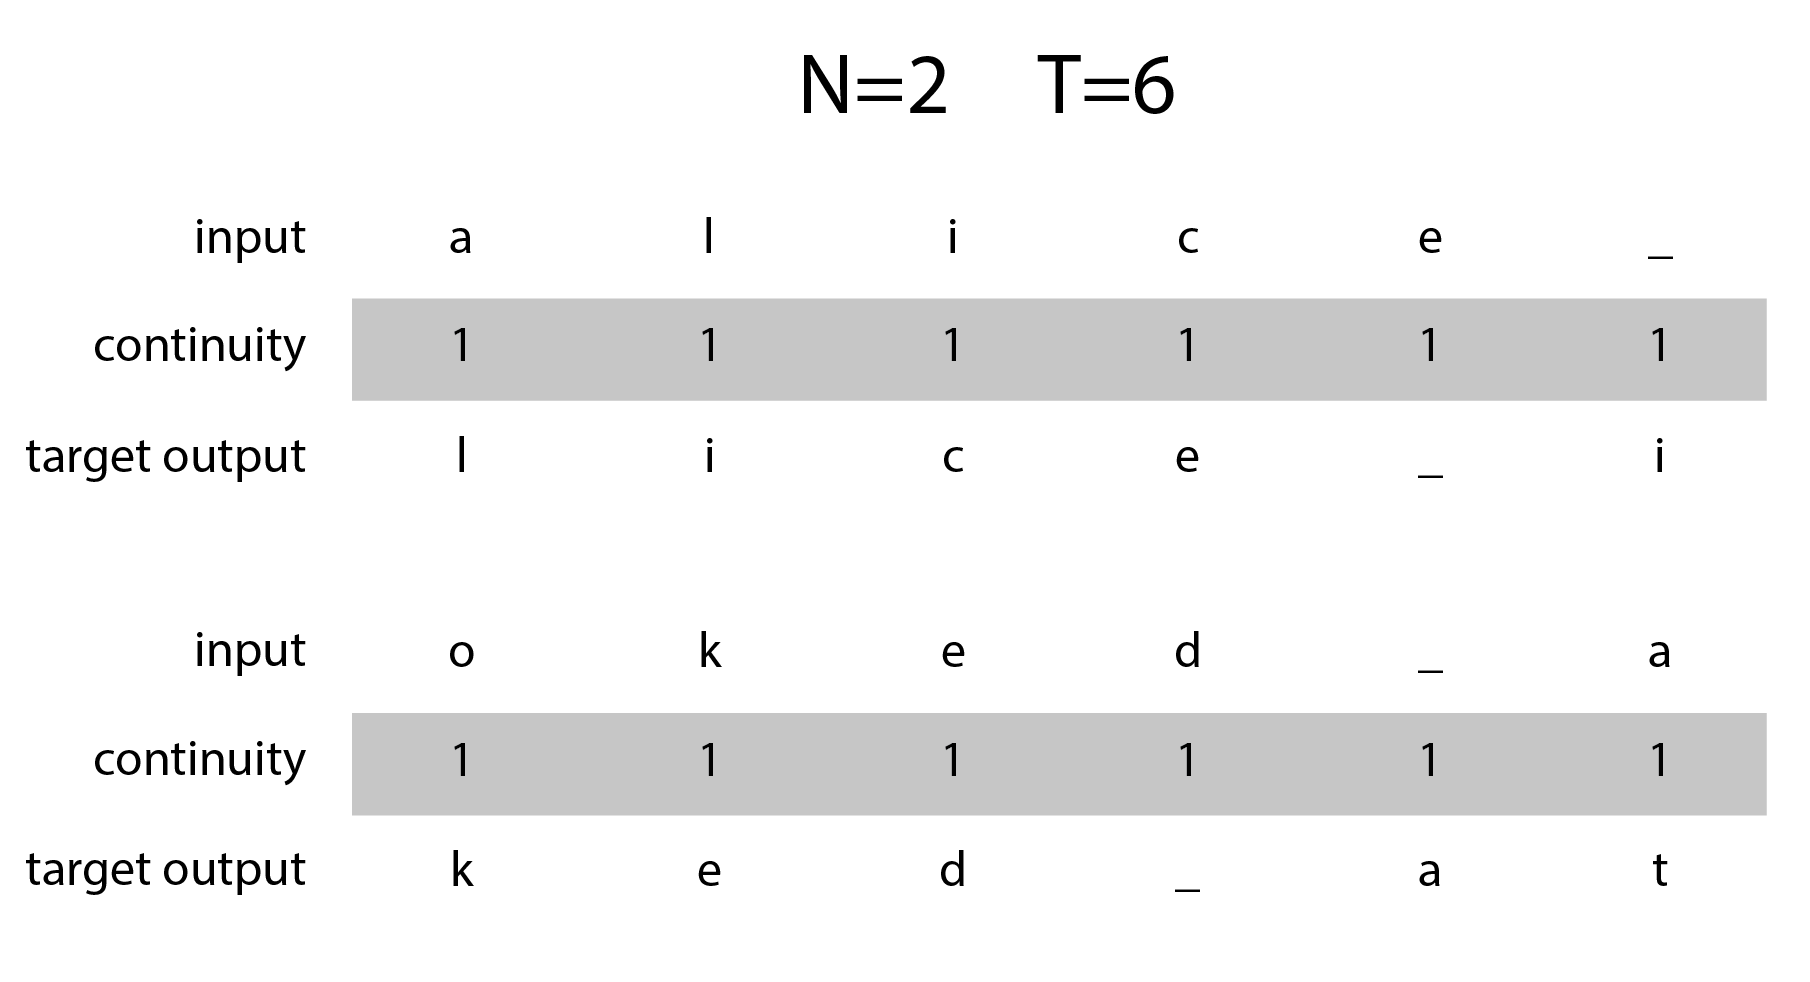 N=2 T=6
input a l i c e _
continuity 1 1 1 1 1 1
target output l i c e _ i
input o k e d _ a
continuity 1 1 1 1 1 1
target output k e d _ a t